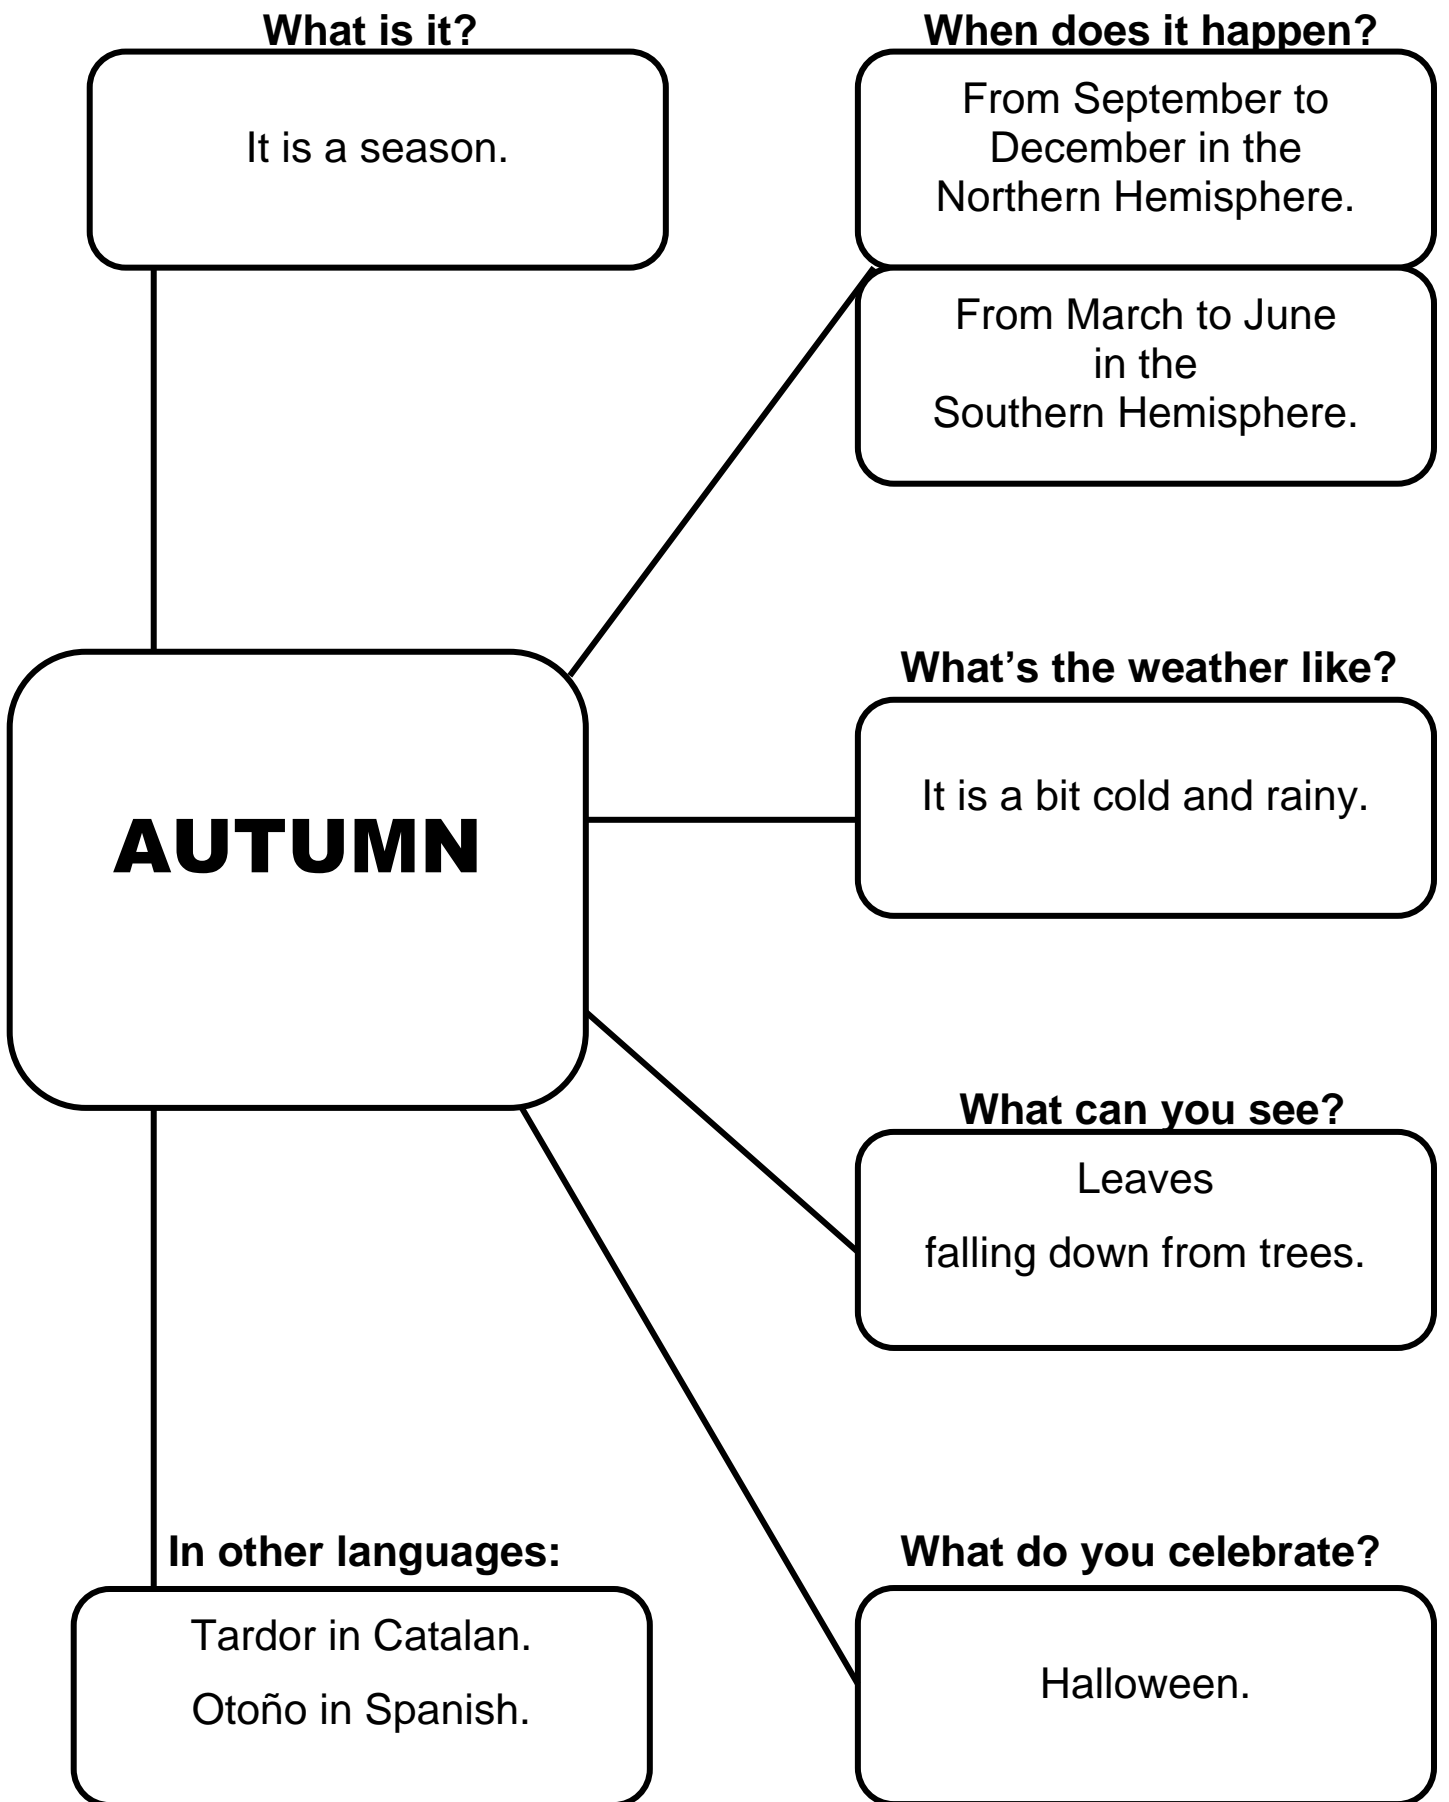 What is it?
It is a season.
When does it happen?
From September to
December in the
Northern Hemisphere.
From March to June
in the
Southern Hemisphere.
AUTUMN
What’s the weather like?
It is a bit cold and rainy.
What can you see?
Leaves
falling down from trees.
In other languages:
Tardor in Catalan.
Otoño in Spanish.
What do you celebrate?
Halloween.